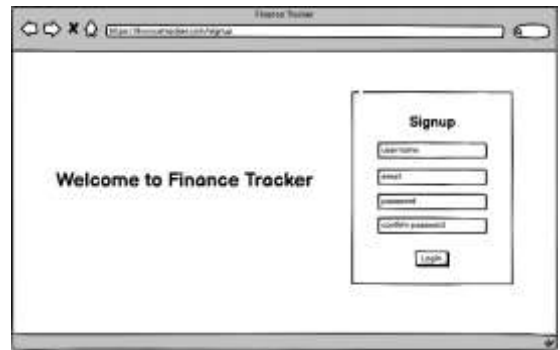 Finance Tracker
https://financetracker.com/signup
Signup
username
email
Welcome to Finance Tracker
password
confirm password
Login